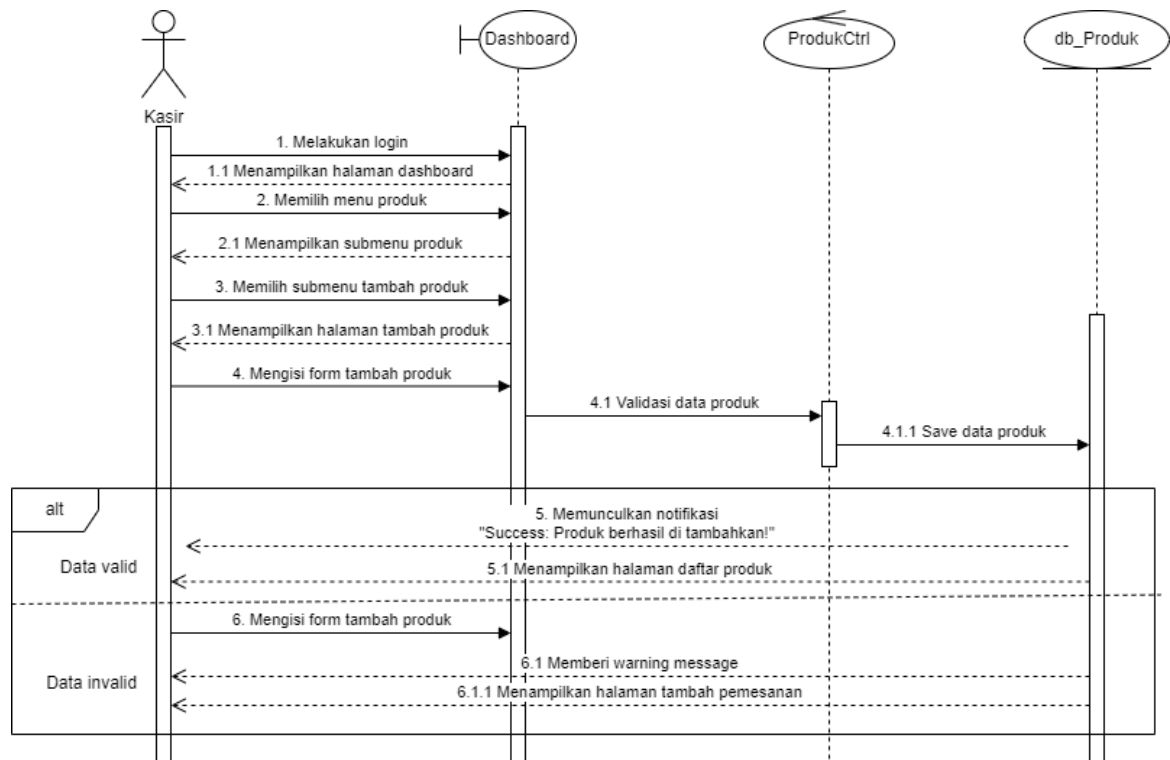 Dashboard
ProdukCtrl
db_Produk
Kasir
1. Melakukan login
1.1 Menampilkan halaman dashboard
2. Memilih menu produk
2.1 Menampilkan submenu produk
3. Memilih submenu tambah produk
3.1 Menampilkan halaman tambah produk
4. Mengisi form tambah produk
4.1 Validasi data produk
4.1.1 Save data produk
alt
5. Memunculkan notifikasi
"Success: Produk berhasil di tambahkan!"
Data valid
5.1 Menampilkan halaman daftar produk
6. Mengisi form tambah produk
6.1 Memberi warning message
Data invalid
6.1.1 Menampilkan halaman tambah pemesanan